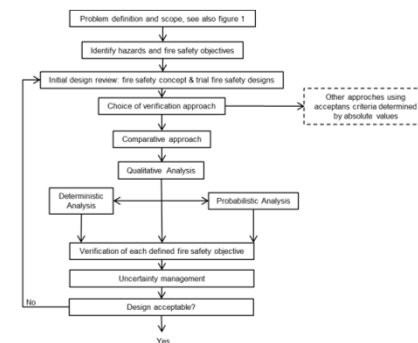 Problem definition and scope, see also figure 1
Identify hazards and fire safety objectives
Initial design review: fire safety concept & trial fire safety designs
Choice of verification approach
Other approches using
acceptans criteria determined
by absolute values
Comparative approach
Qualitative Analysis
Deterministic
Analysis
Probabilistic Analysis
Verification of each defined fire safety objective
Uncertainty management
No
Design acceptable?
Yes